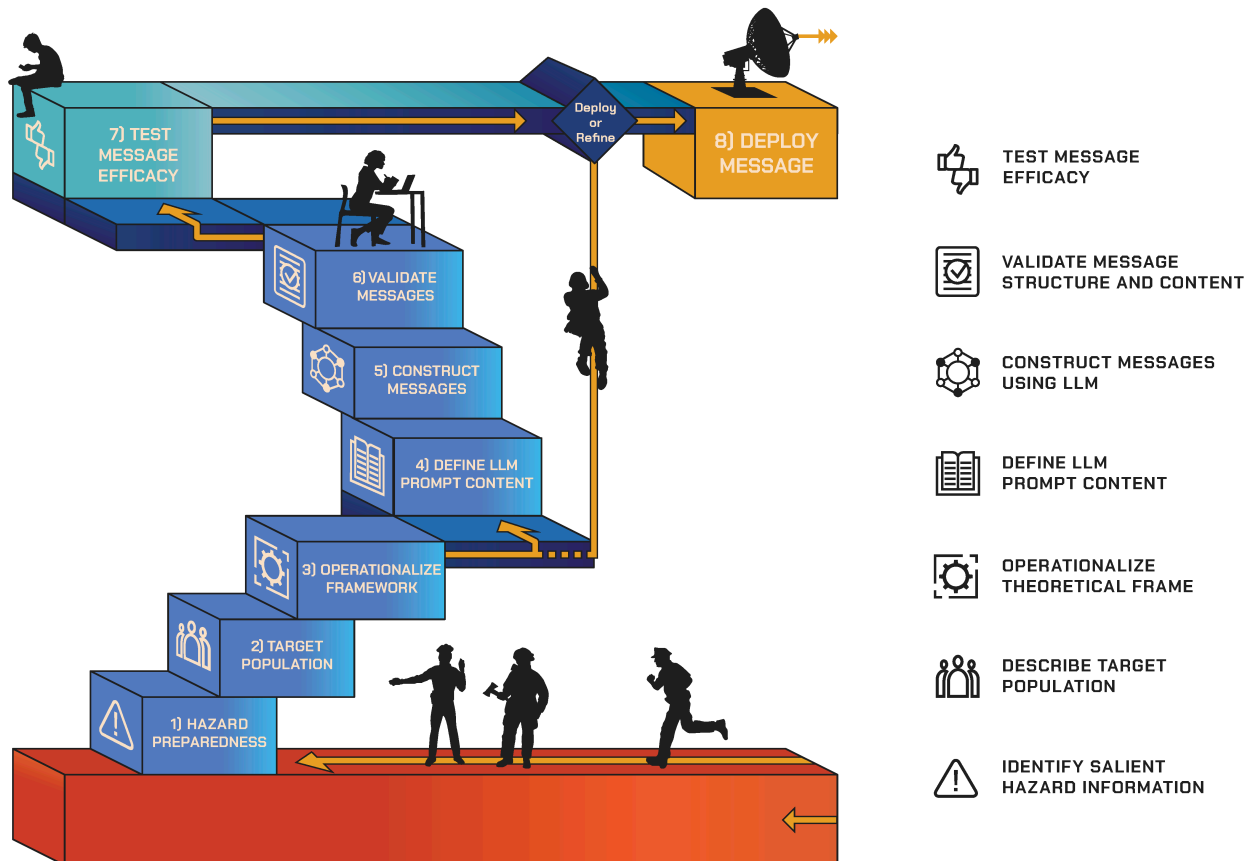 7) TEST
MESSAGE
EFFICACY
Deploy
or
Refine
8) DEPLOY
MESSAGE
6) VALIDATE
MESSAGES
5) CONSTRUCT
MESSAGES
4) DEFINE LLM
PROMPT CONTENT
3) OPERATIONALIZE
FRAMEWORK
2) TARGET
POPULATION
1) HAZARD
PREPAREDNESS
TEST MESSAGE
EFFICACY
VALIDATE MESSAGE
STRUCTURE AND CONTENT
CONSTRUCT MESSAGES
USING LLM
DEFINE LLM
PROMPT CONTENT
OPERATIONALIZE
THEORETICAL FRAME
DESCRIBE TARGET
POPULATION
IDENTIFY SALIENT
HAZARD INFORMATION